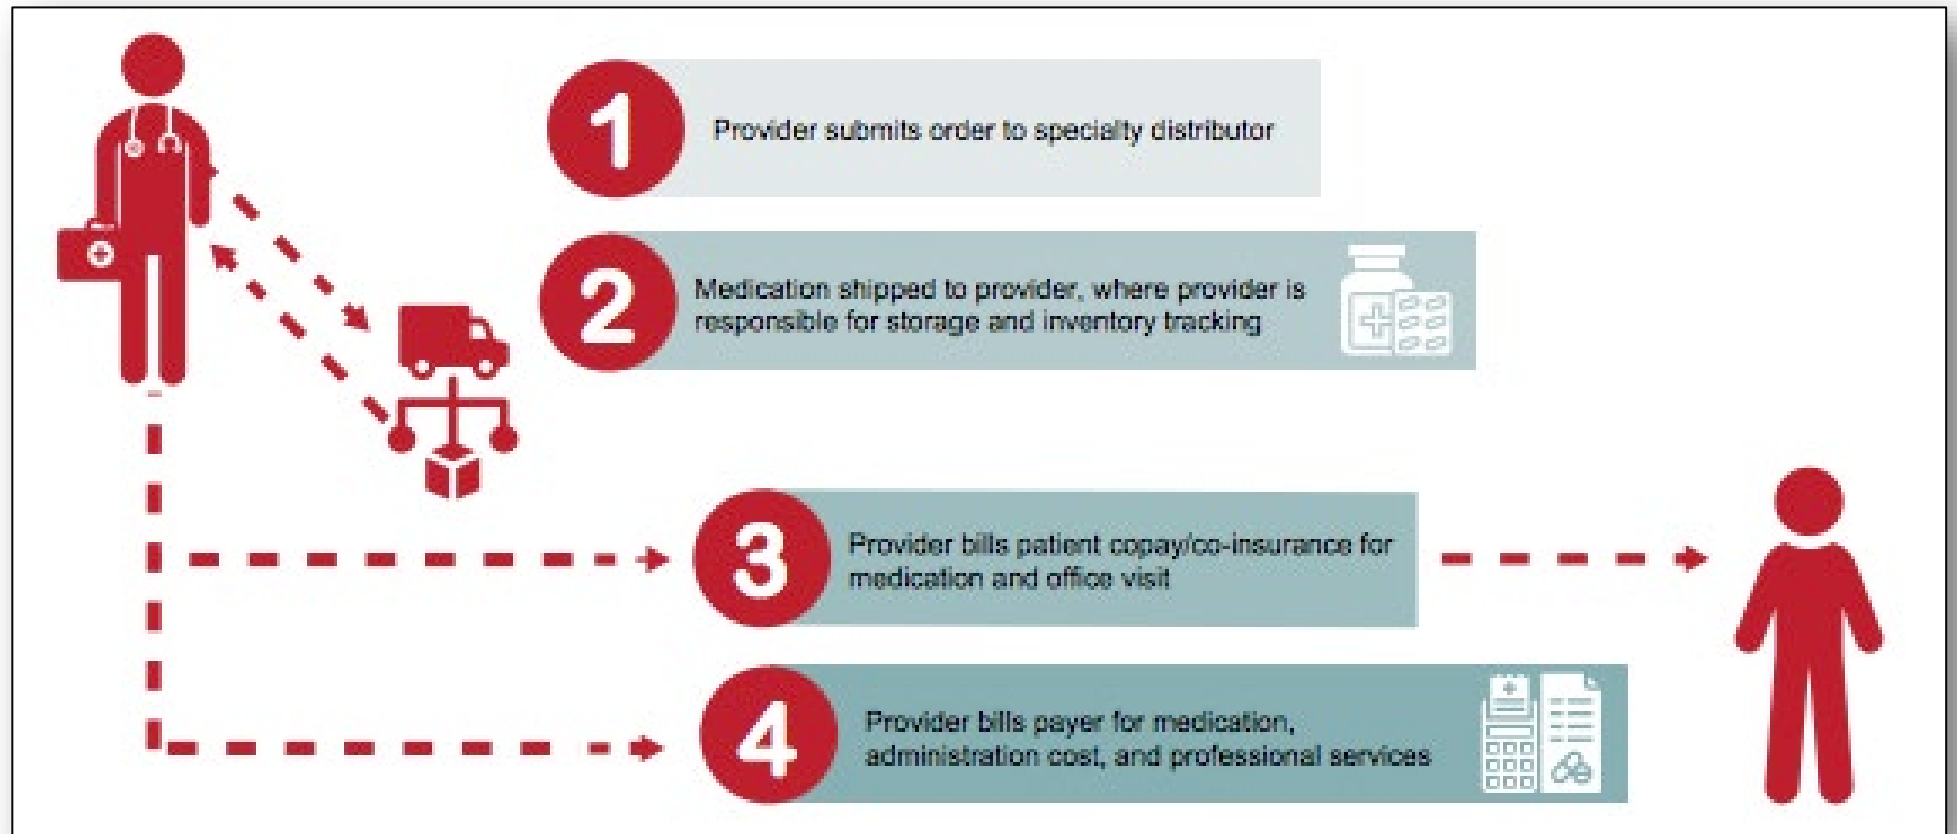 1
Provider submits order to specialty distributor
2
Medication shipped to provider, where provider is
responsible for storage and inventory tracking
3
Provider bills patient copay/co-insurance for
medication and office visit
4
Provider bills payer for medication,
administration cost, and professional services